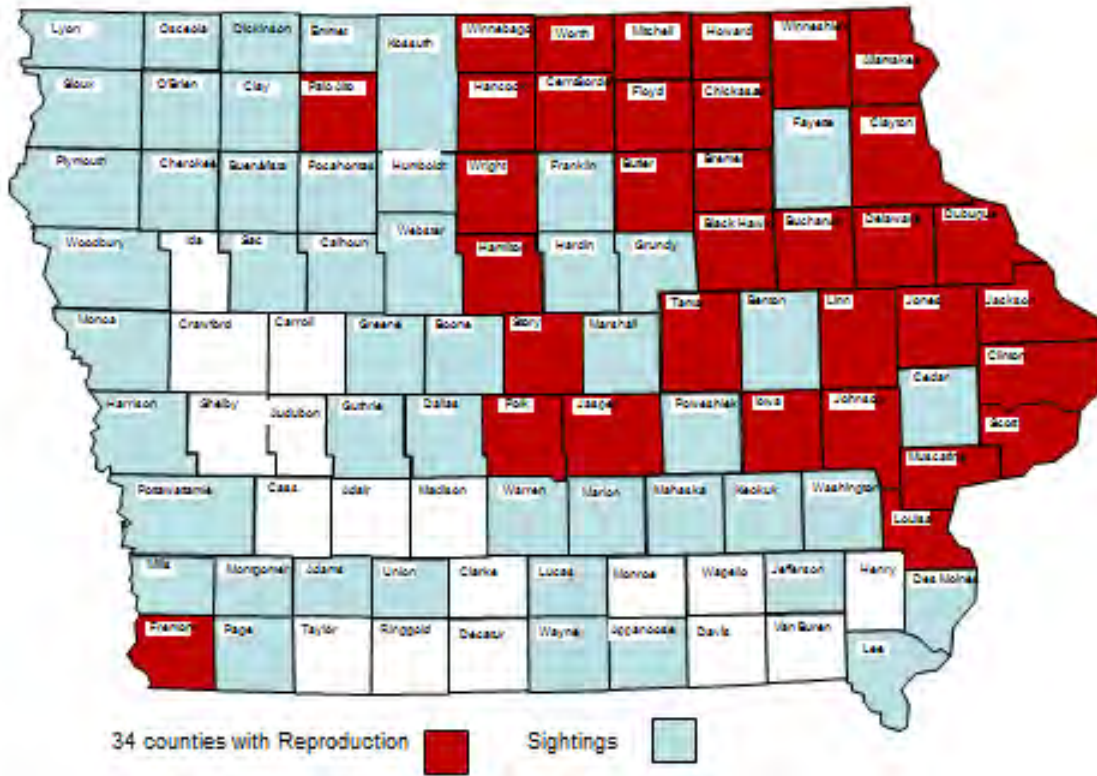 Lyon Osceola Dickinson Emmet Kossuth Winnebago Worth Mitchell Howard Winneshiek Allamakee
Sioux O'Brien Clay Palo Alto Hancock Cerro Gordo Floyd Chickasaw Fayette Clayton
Plymouth Cherokee Buena Vista Pocahontas Humboldt Wright Franklin Butler Bremer
Woodbury Ida Sac Calhoun Webster Hamilton Hardin Grundy Black Hawk Buchanan Delaware Dubuque
Monona Crawford Carroll Greene Boone Story Marshall Tama Benton Linn Jones Jackson
Clinton
Harrison Shelby Audubon Guthrie Dallas Polk Jasper Poweshiek Iowa Johnson Cedar Scott
Muscatine
Pottawattamie Cass Adair Madison Warren Marion Mahaska Keokuk Washington Louisa
Mills Montgomery Adams Union Clarke Lucas Monroe Wapello Jefferson Henry Des Moines
Fremont Page Taylor Ringgold Decatur Wayne Appanoose Davis Van Buren Lee
34 counties with Reproduction Sightings